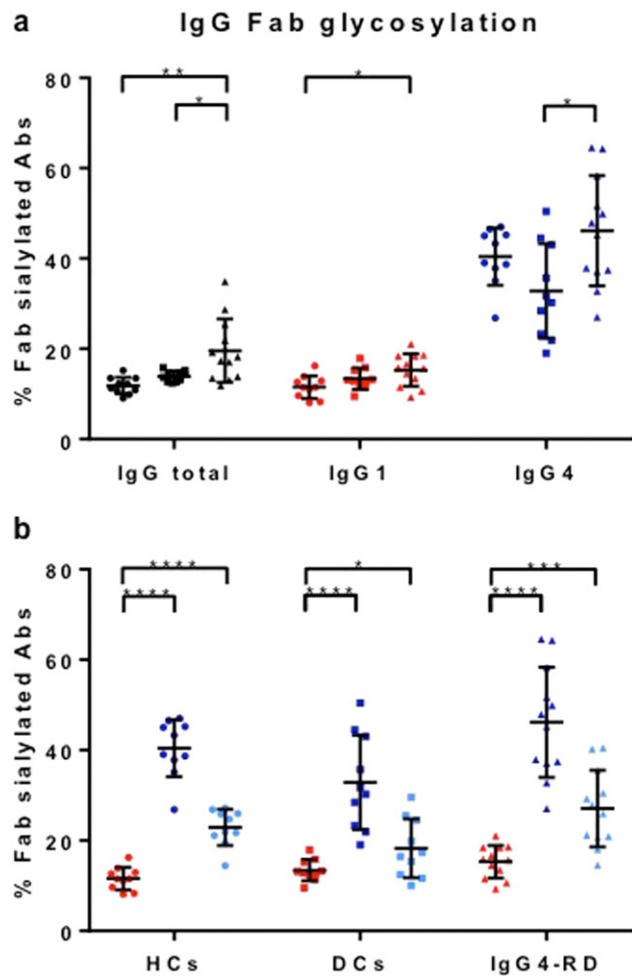 a IgG Fab glycosylation
% Fab sialylated Abs
80
60
40
20
0
**
*
*
*
IgG total IgG1 IgG4
b
% Fab sialylated Abs
80
60
40
20
0
**** * ***
**** **** ****
HCs DCs IgG4-RD